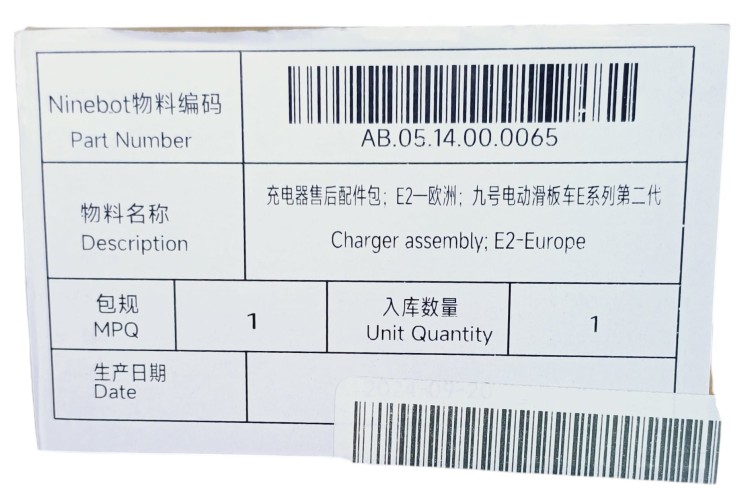 Ninebot物料编码
Part Number
AB.05.14.00.0065
物料名称
Description
充电器售后配件包; E2—欧洲; 九号电动滑板车E系列第二代
Charger assembly; E2-Europe
包规
MPQ
1
入库数量
Unit Quantity
1
生产日期
Date